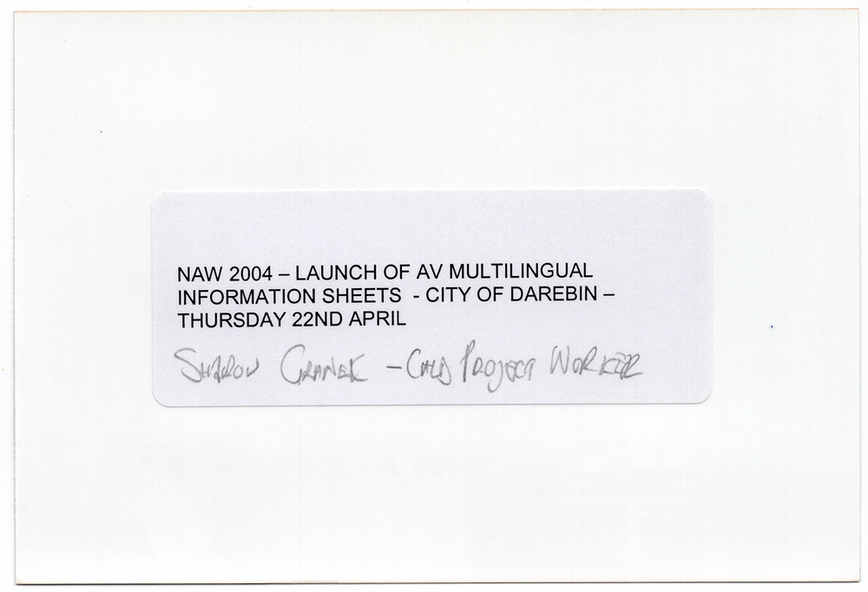 NAW 2004 – LAUNCH OF AV MULTILINGUAL
INFORMATION SHEETS - CITY OF DAREBIN –
THURSDAY 22ND APRIL
SHARON GRANEK – CALD PROJECT WORKER